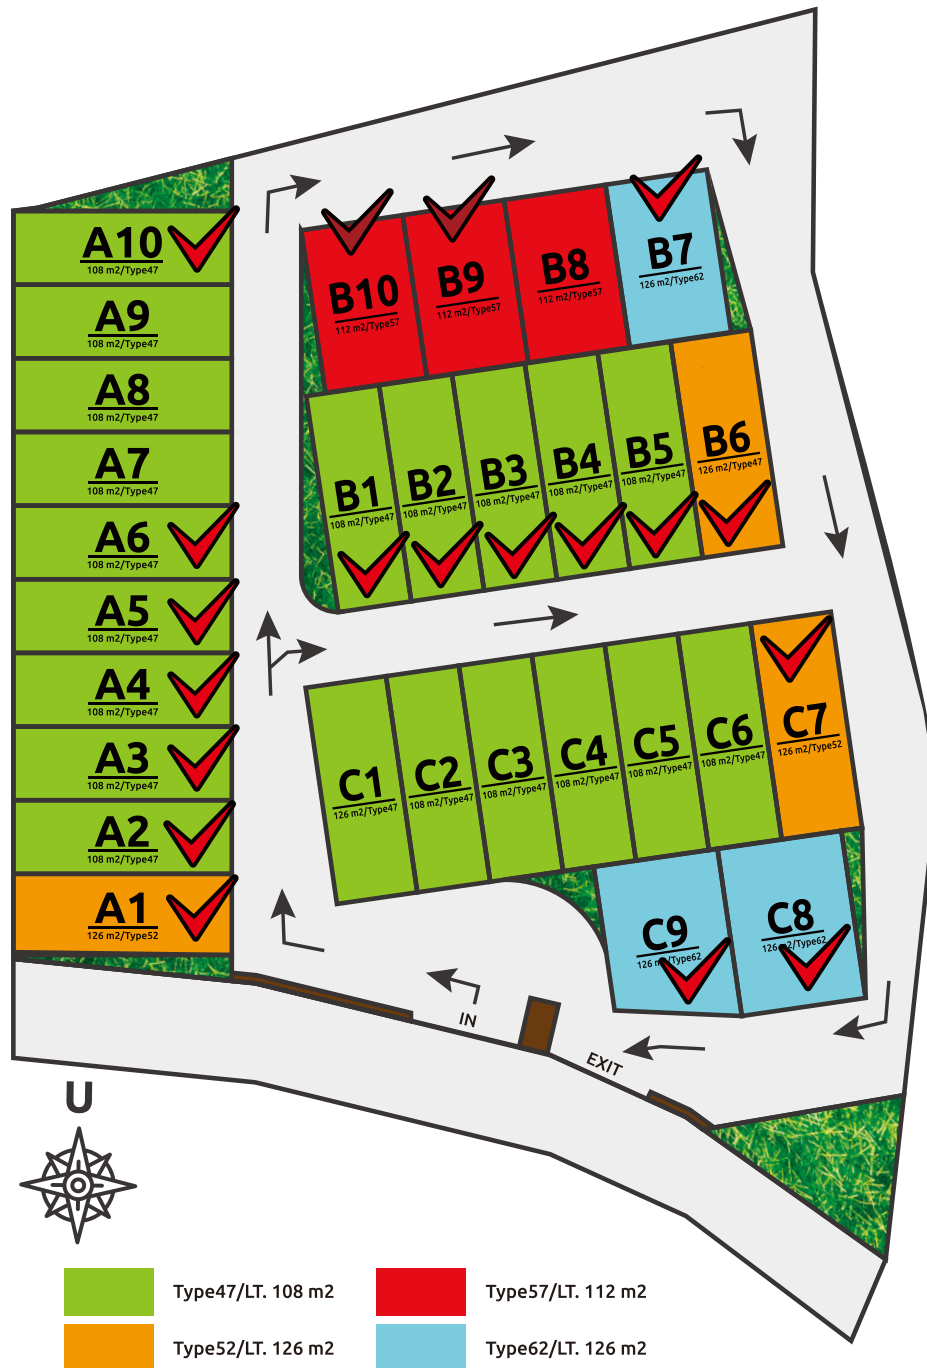 A10
108 m2/Type47
A9
108 m2/Type47
A8
108 m2/Type47
A7
108 m2/Type47
A6
108 m2/Type47
A5
108 m2/Type47
A4
108 m2/Type47
A3
108 m2/Type47
A2
108 m2/Type47
A1
126 m2/Type52
B10
112 m2/Type57
B9
112 m2/Type57
B8
112 m2/Type57
B7
126 m2/Type62
B1
108 m2/Type47
B2
108 m2/Type47
B3
108 m2/Type47
B4
108 m2/Type47
B5
108 m2/Type47
B6
126 m2/Type47
C1
126 m2/Type47
C2
108 m2/Type47
C3
108 m2/Type47
C4
108 m2/Type47
C5
108 m2/Type47
C6
108 m2/Type47
C7
126 m2/Type52
C9
126 m2/Type62
C8
126 m2/Type62
IN
EXIT
U
Type47/LT. 108 m2
Type57/LT. 112 m2
Type52/LT. 126 m2
Type62/LT. 126 m2